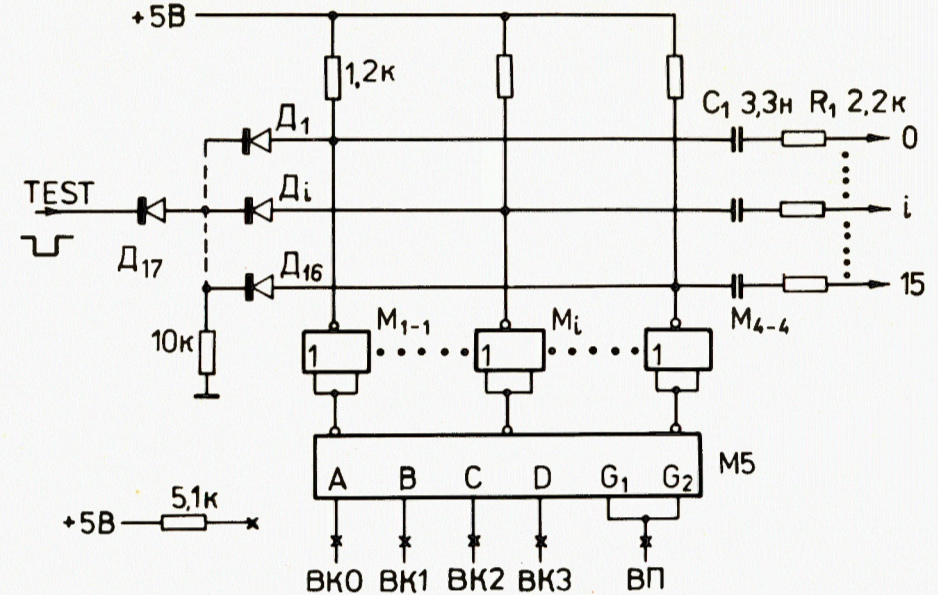 +5В
1,2к
C1 3,3н R1 2,2к
Д1
0
TEST
Дi
i
Д17
Д16
15
10к
M1-1
Mi
M4-4
1
1
1
M5
A B C D G1 G2
5,1к
+5В
ВК0 ВК1 ВК2 ВК3 ВП